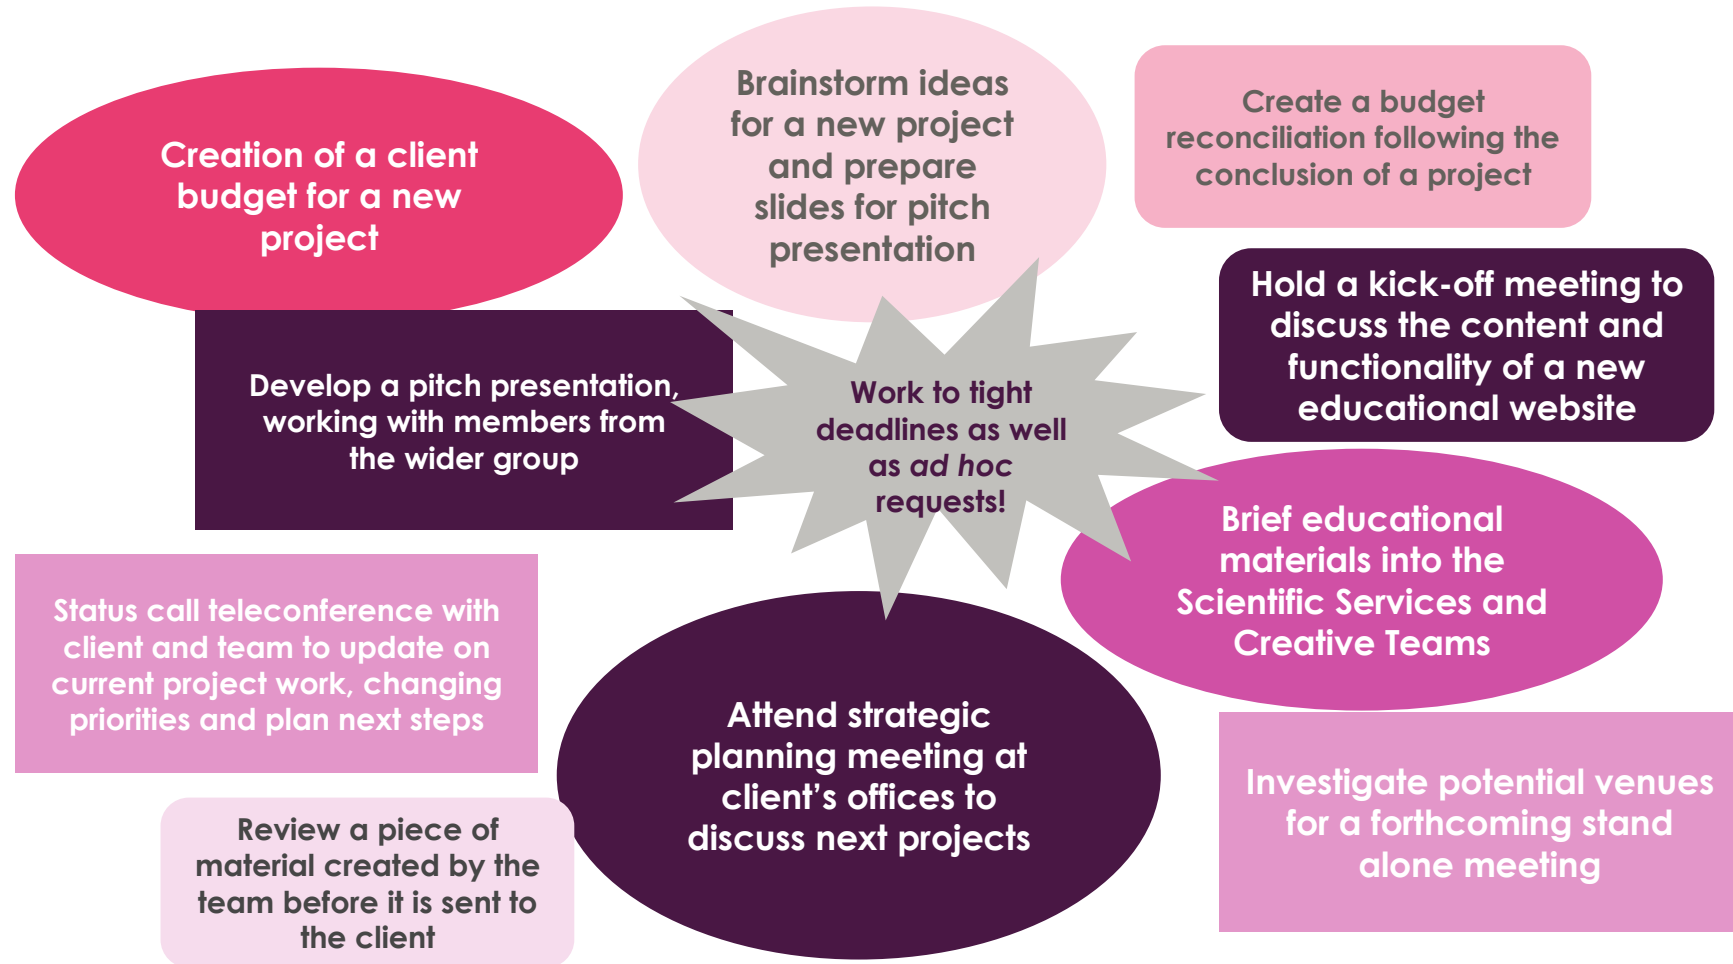 Creation of a client
budget for a new
project
Brainstorm ideas
for a new project
and prepare
slides for pitch
presentation
Create a budget
reconciliation following the
conclusion of a project
Hold a kick-off meeting to
discuss the content and
functionality of a new
educational website
Develop a pitch presentation,
working with members from
the wider group
Work to tight
deadlines as well
as ad hoc
requests!
Brief educational
materials into the
Scientific Services and
Creative Teams
Status call teleconference with
client and team to update on
current project work, changing
priorities and plan next steps
Attend strategic
planning meeting at
client’s offices to
discuss next projects
Investigate potential venues
for a forthcoming stand
alone meeting
Review a piece of
material created by the
team before it is sent to
the client